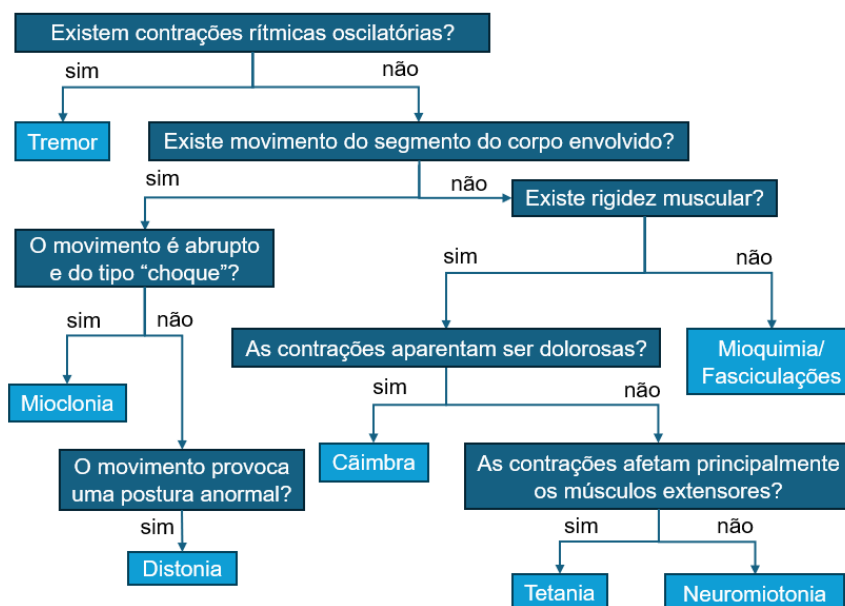 Existem contrações rítmicas oscilatórias?
sim
não
Tremor
Existe movimento do segmento do corpo envolvido?
sim
não
Existe rigidez muscular?
O movimento é abrupto
e do tipo “choque”?
sim
não
sim
não
As contrações aparentam ser dolorosas?
Mioquimia/
Fasciculações
Mioclonia
sim
não
Cãimbra
O movimento provoca
uma postura anormal?
As contrações afetam principalmente
os músculos extensores?
sim
sim
não
Distonia
Tetania
Neuromiotonia